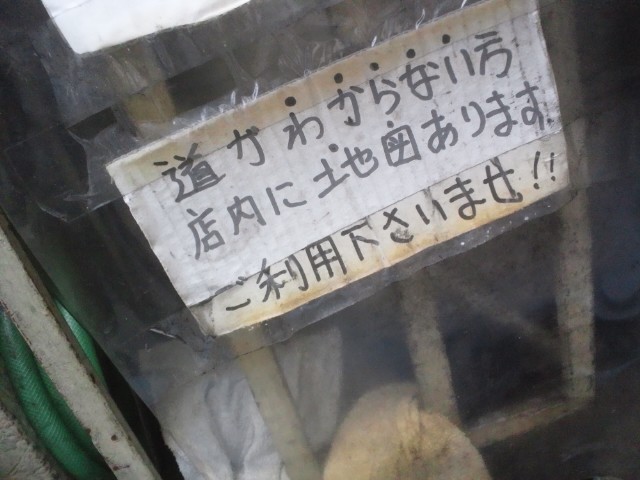 道がわからない方
店内に土地図あります
ご利用下さいませ!!